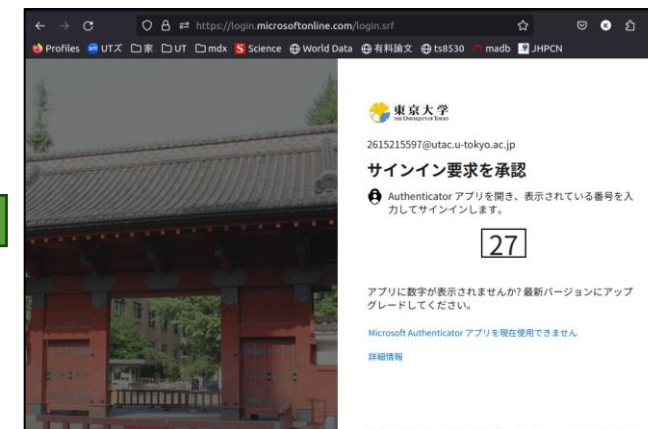 https://login.microsoftonline.com/login.srf
Profiles UTズ 家 UT mdx S Science World Data 有料論文 ts8530 madb JHPCN
東京大学
THE UNIVERSITY OF TOKYO
2615215597@utac.u-tokyo.ac.jp
サインイン要求を承認
Authenticator アプリを開き、表示されている番号を入
力してサインインします。
27
アプリに数字が表示されませんか? 最新バージョンにアップ
グレードしてください。
Microsoft Authenticator アプリを現在使用できません
詳細情報